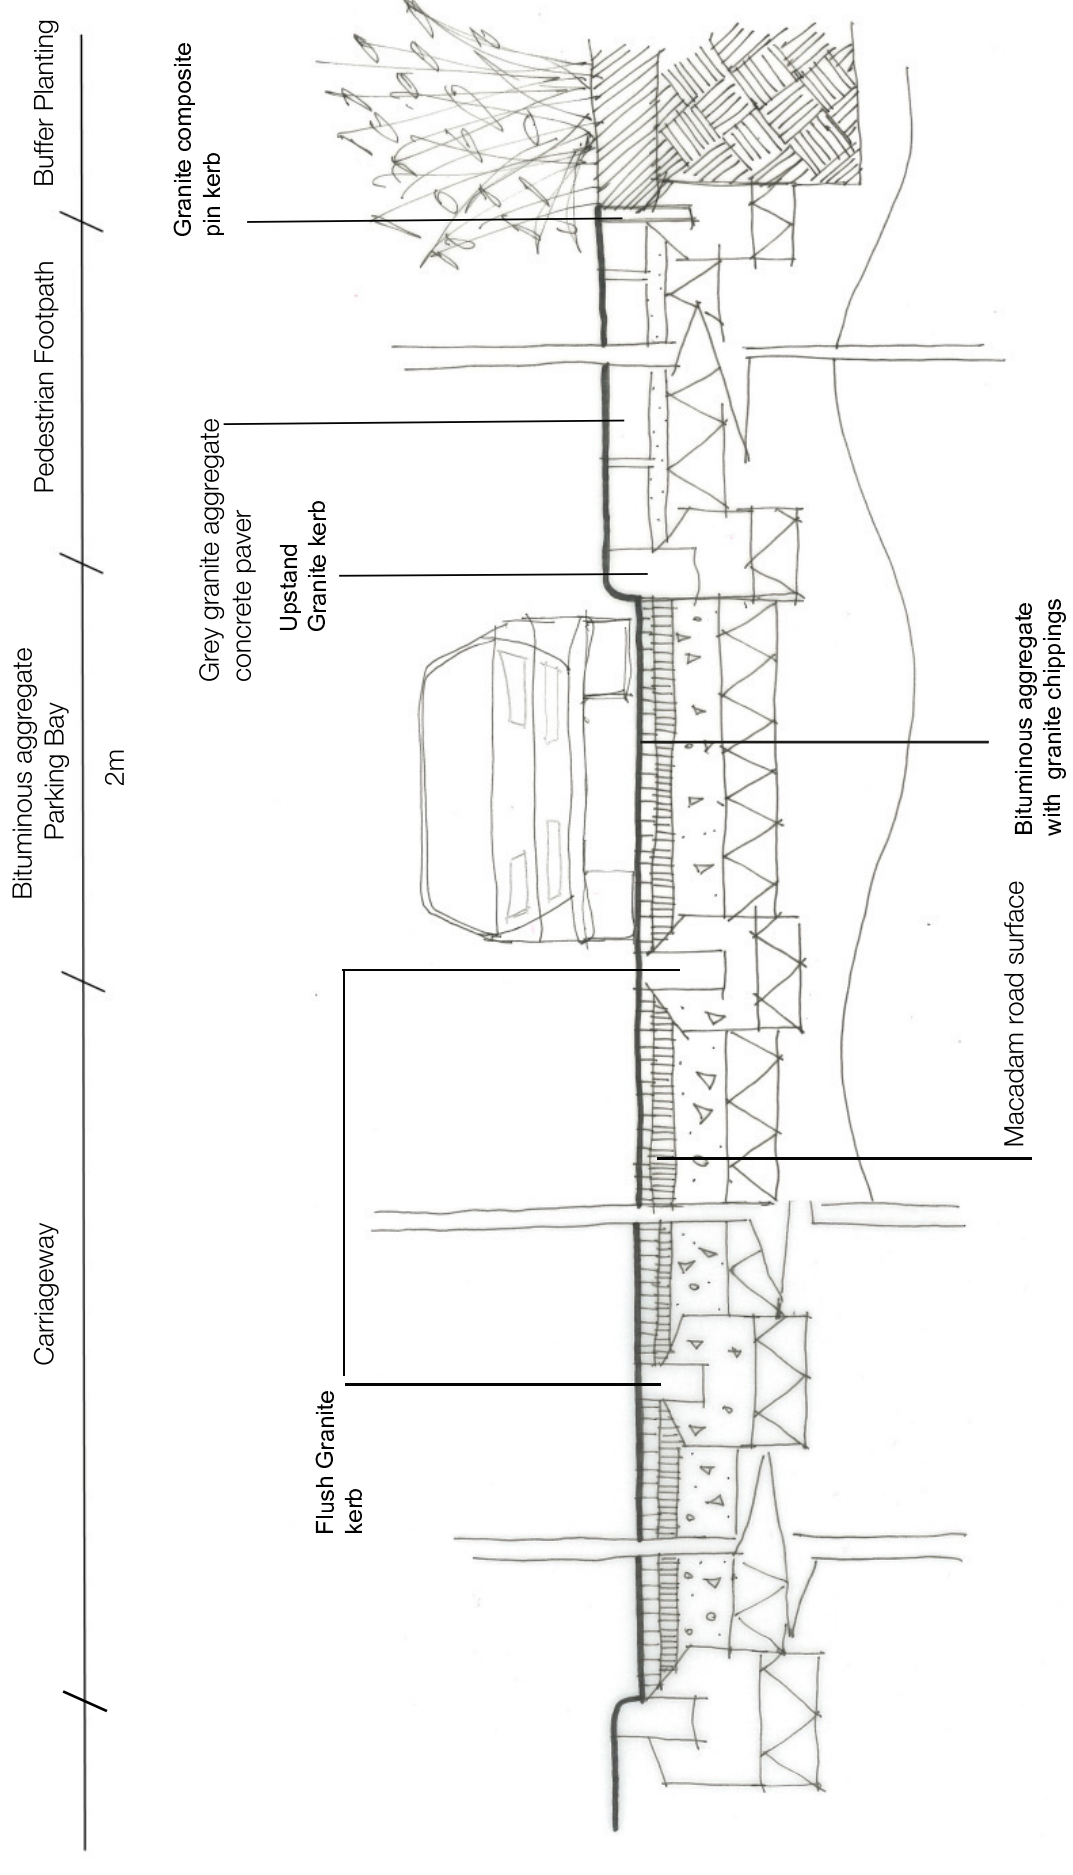 Carriageway
Bituminous aggregate
Parking Bay
2m
Pedestrian Footpath
Buffer Planting
Granite composite
pin kerb
Grey granite aggregate
concrete paver
Upstand
Granite kerb
Flush Granite
kerb
Macadam road surface
Bituminous aggregate
with granite chippings